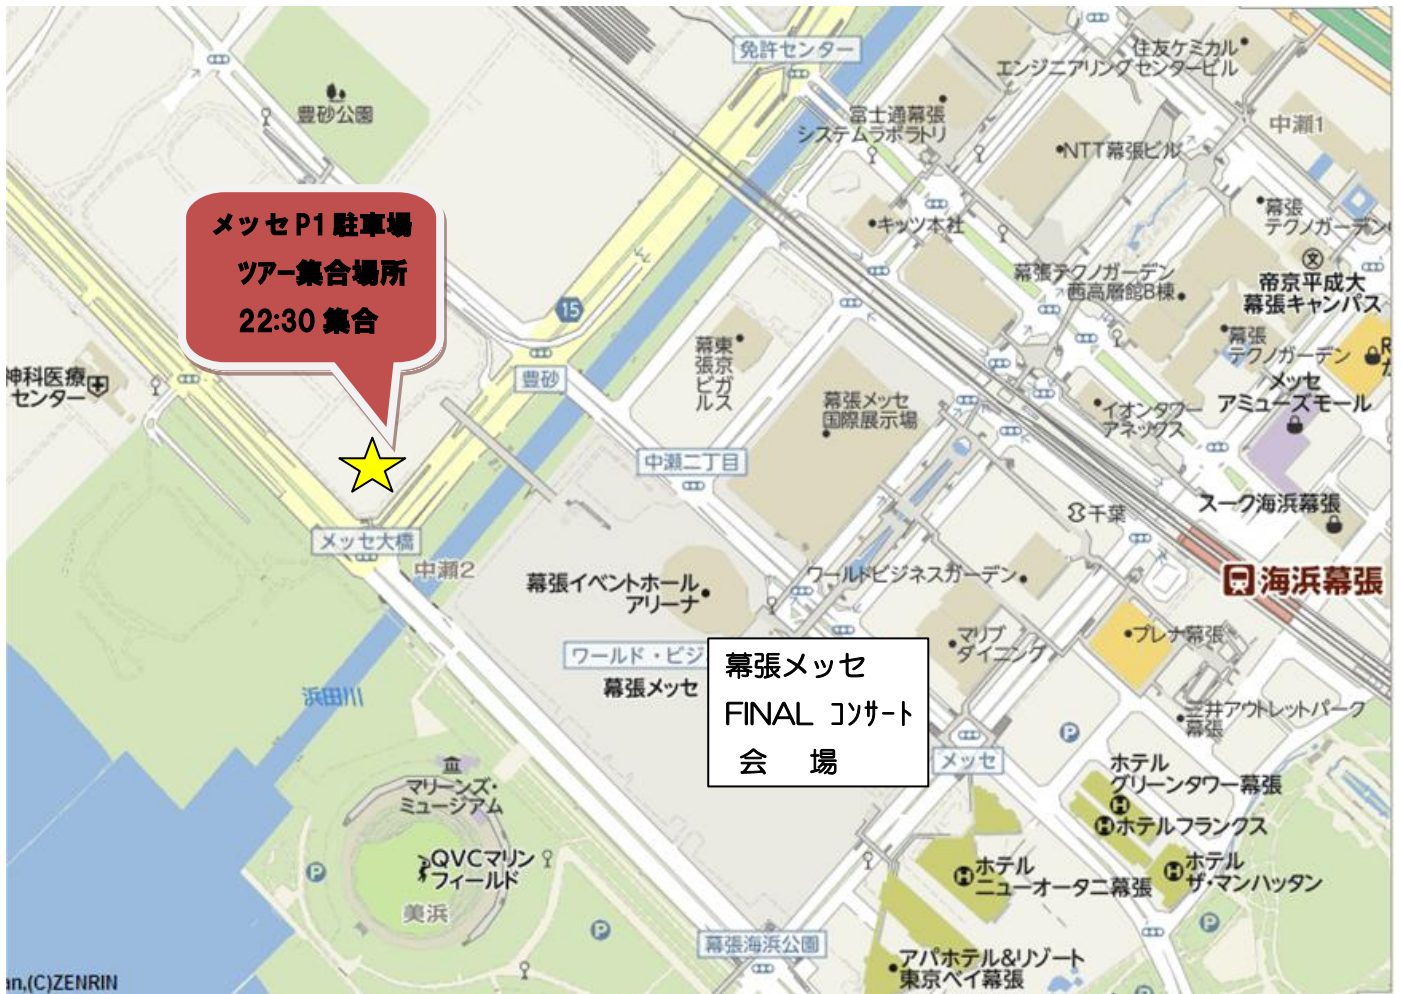 免許センター
住友ケミカル
エンジニアリングセンタービル
豊砂公園
富士通幕張
システムラボラトリ
中瀬1
NTT幕張ビル
メッセP1駐車場
ツアー集合場所
22:30 集合
キッツ本社
幕張
テクノガーデン
幕張テクノガーデン
西高層館B棟
帝京平成大
幕張キャンパス
15
幕張
テクノガーデン
東京ガス
幕張ビル
豊砂
神科医療
センター
幕張メッセ
国際展示場
メッセ
アミューズモール
イオンタワー
アネックス
中瀬二丁目
スーク海浜幕張
千葉
メッセ大橋
中瀬2
幕張イベントホール
アリーナ
ワールドビジネスガーデン
海浜幕張
マリブ
ダイニング
プレナ幕張
ワールド・ビジ
幕張メッセ
幕張メッセ
FINAL コンサート
会 場
浜田川
三井アウトレットパーク
幕張
メッセ
P
ホテル
グリーンタワー幕張
マリーンズ・
ミュージアム
H
Hホテルフランクス
QVCマリン
フィールド
P
Hホテル
ニューオータニ幕張
Hホテル
ザ・マンハッタン
美浜
P
P
幕張海浜公園
アパホテル&リゾート
東京ベイ幕張
P
an,(C)ZENRIN